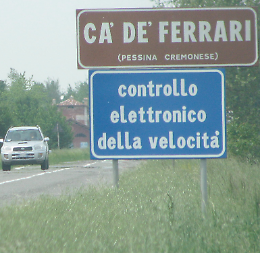 CA' DE' FERRARI
(PESSINA CREMONESE)
controllo
elettronico
della velocità